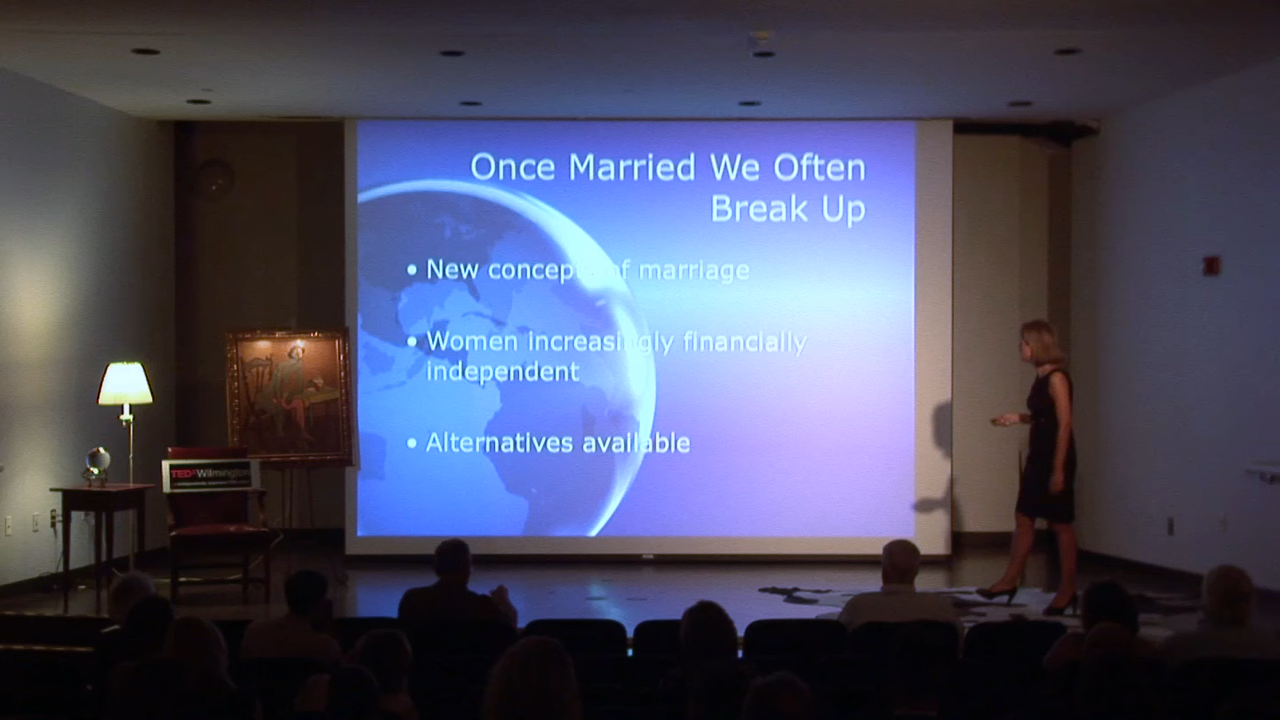 Once Married We Often
Break Up
• New concept of marriage
• Women increasingly financially
independent
• Alternatives available
TEDxWilmington